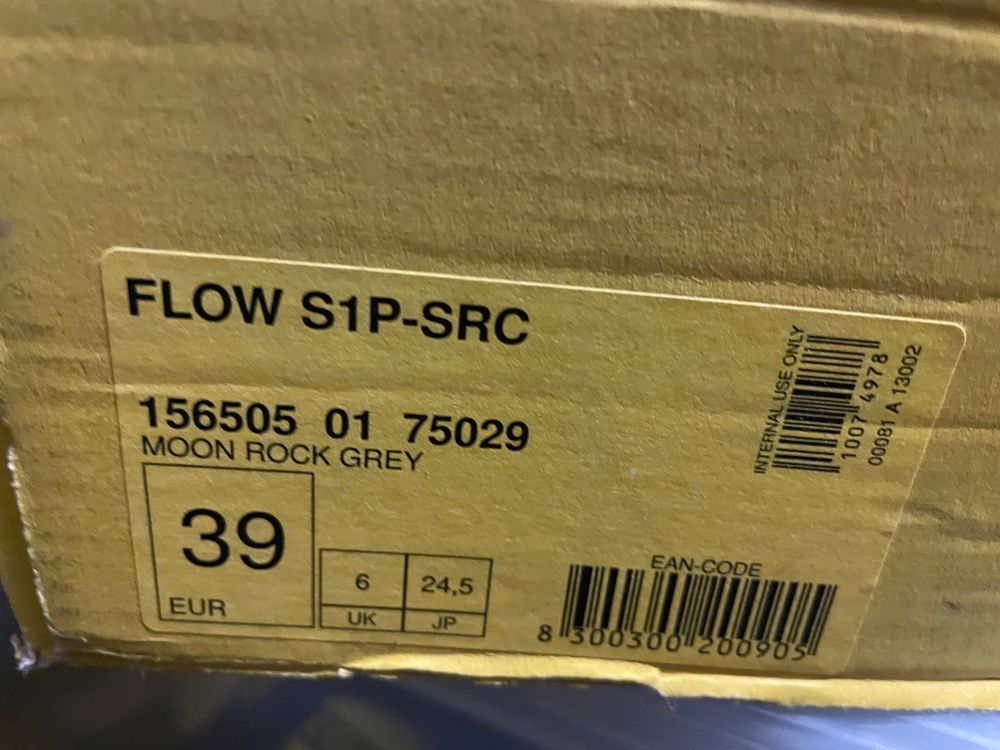 FLOW S1P-SRC
156505 01 75029
MOON ROCK GREY
39
EUR
6
UK
24,5
JP
EAN-CODE
8 300300 200905
INTERNAL USE ONLY
1007 4978
00081 A 13002